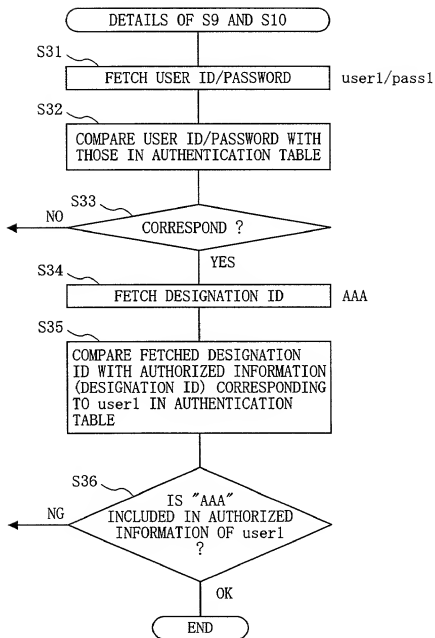 DETAILS OF S9 AND S10
S31
FETCH USER ID/PASSWORD
user1/pass1
S32
COMPARE USER ID/PASSWORD WITH
THOSE IN AUTHENTICATION TABLE
S33
NO
CORRESPOND ?
YES
S34
FETCH DESIGNATION ID
AAA
S35
COMPARE FETCHED DESIGNATION
ID WITH AUTHORIZED INFORMATION
(DESIGNATION ID) CORRESPONDING
TO user1 IN AUTHENTICATION
TABLE
S36
NG
IS "AAA"
INCLUDED IN AUTHORIZED
INFORMATION OF user1
?
OK
END